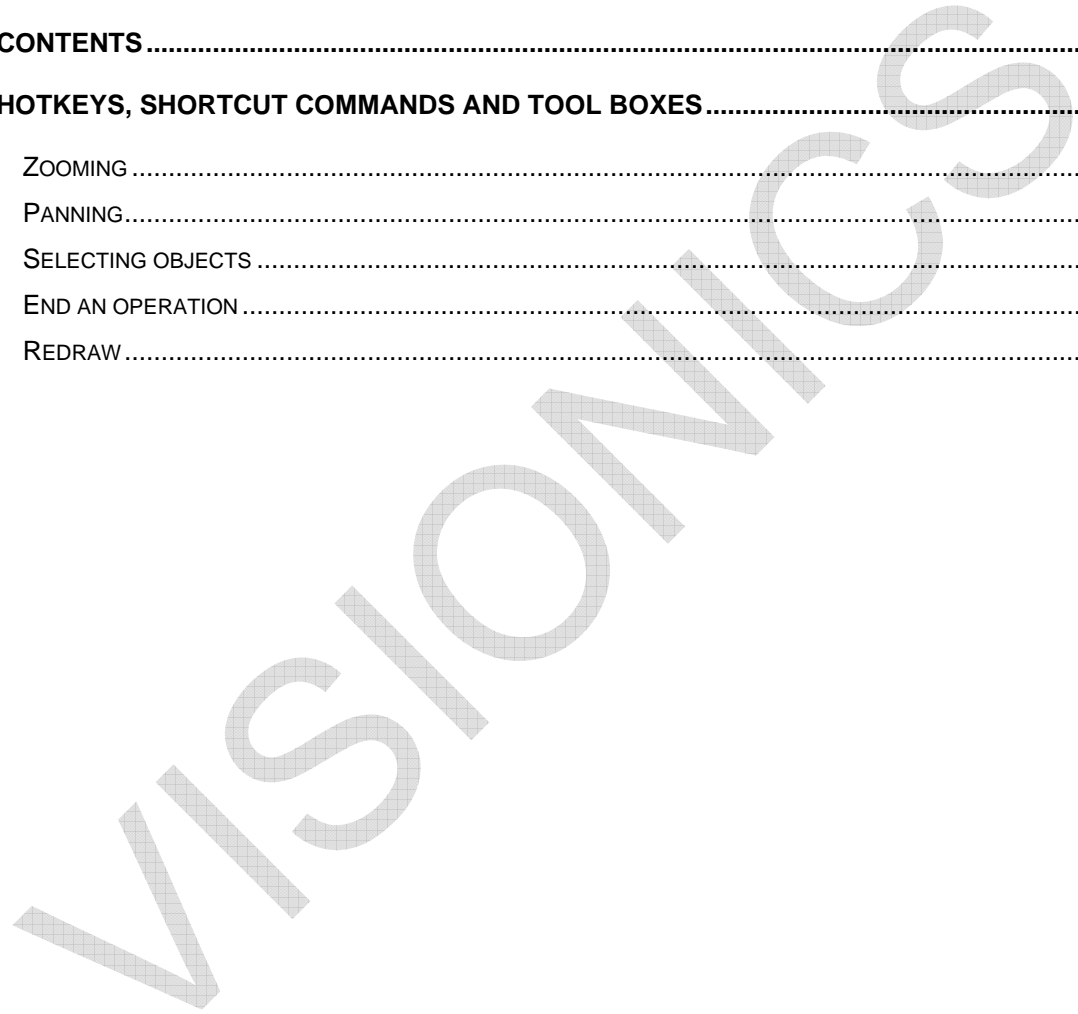 CONTENTS
HOTKEYS, SHORTCUT COMMANDS AND TOOL BOXES
ZOOMING
PANNING
SELECTING OBJECTS
END AN OPERATION
REDRAW
VISIONICS